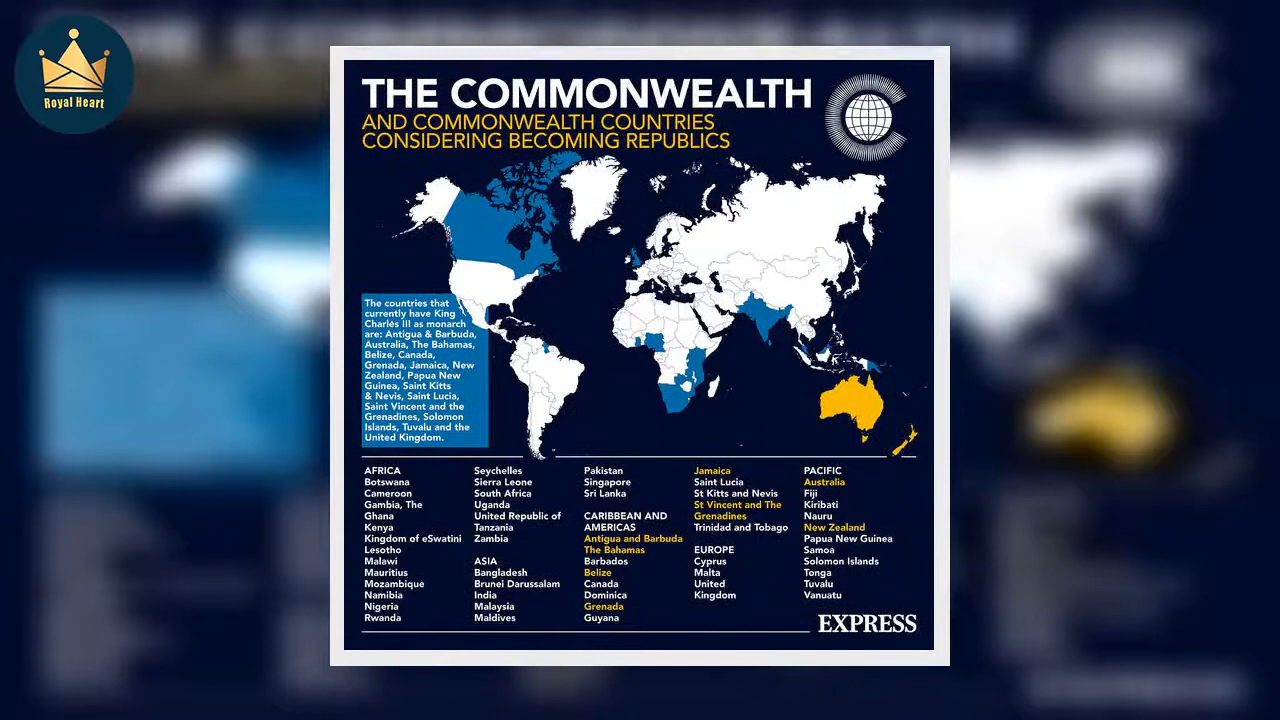 Royal Heart
THE COMMONWEALTH
AND COMMONWEALTH COUNTRIES
CONSIDERING BECOMING REPUBLICS
The countries that
currently have King
Charles III as monarch
are: Antigua & Barbuda,
Australia, The Bahamas,
Belize, Canada,
Grenada, Jamaica, New
Zealand, Papua New
Guinea, Saint Kitts
& Nevis, Saint Lucia,
Saint Vincent and the
Grenadines, Solomon
Islands, Tuvalu and the
United Kingdom.
AFRICA
Botswana
Cameroon
Gambia, The
Ghana
Kenya
Kingdom of eSwatini
Lesotho
Malawi
Mauritius
Mozambique
Namibia
Nigeria
Rwanda
Seychelles
Sierra Leone
South Africa
Uganda
United Republic of
Tanzania
Zambia
ASIA
Bangladesh
Brunei Darussalam
India
Malaysia
Maldives
Pakistan
Singapore
Sri Lanka
CARIBBEAN AND
AMERICAS
Antigua and Barbuda
The Bahamas
Barbados
Belize
Canada
Dominica
Grenada
Guyana
Jamaica
Saint Lucia
St Kitts and Nevis
St Vincent and The
Grenadines
Trinidad and Tobago
EUROPE
Cyprus
Malta
United
Kingdom
PACIFIC
Australia
Fiji
Kiribati
Nauru
New Zealand
Papua New Guinea
Samoa
Solomon Islands
Tonga
Tuvalu
Vanuatu
EXPRESS